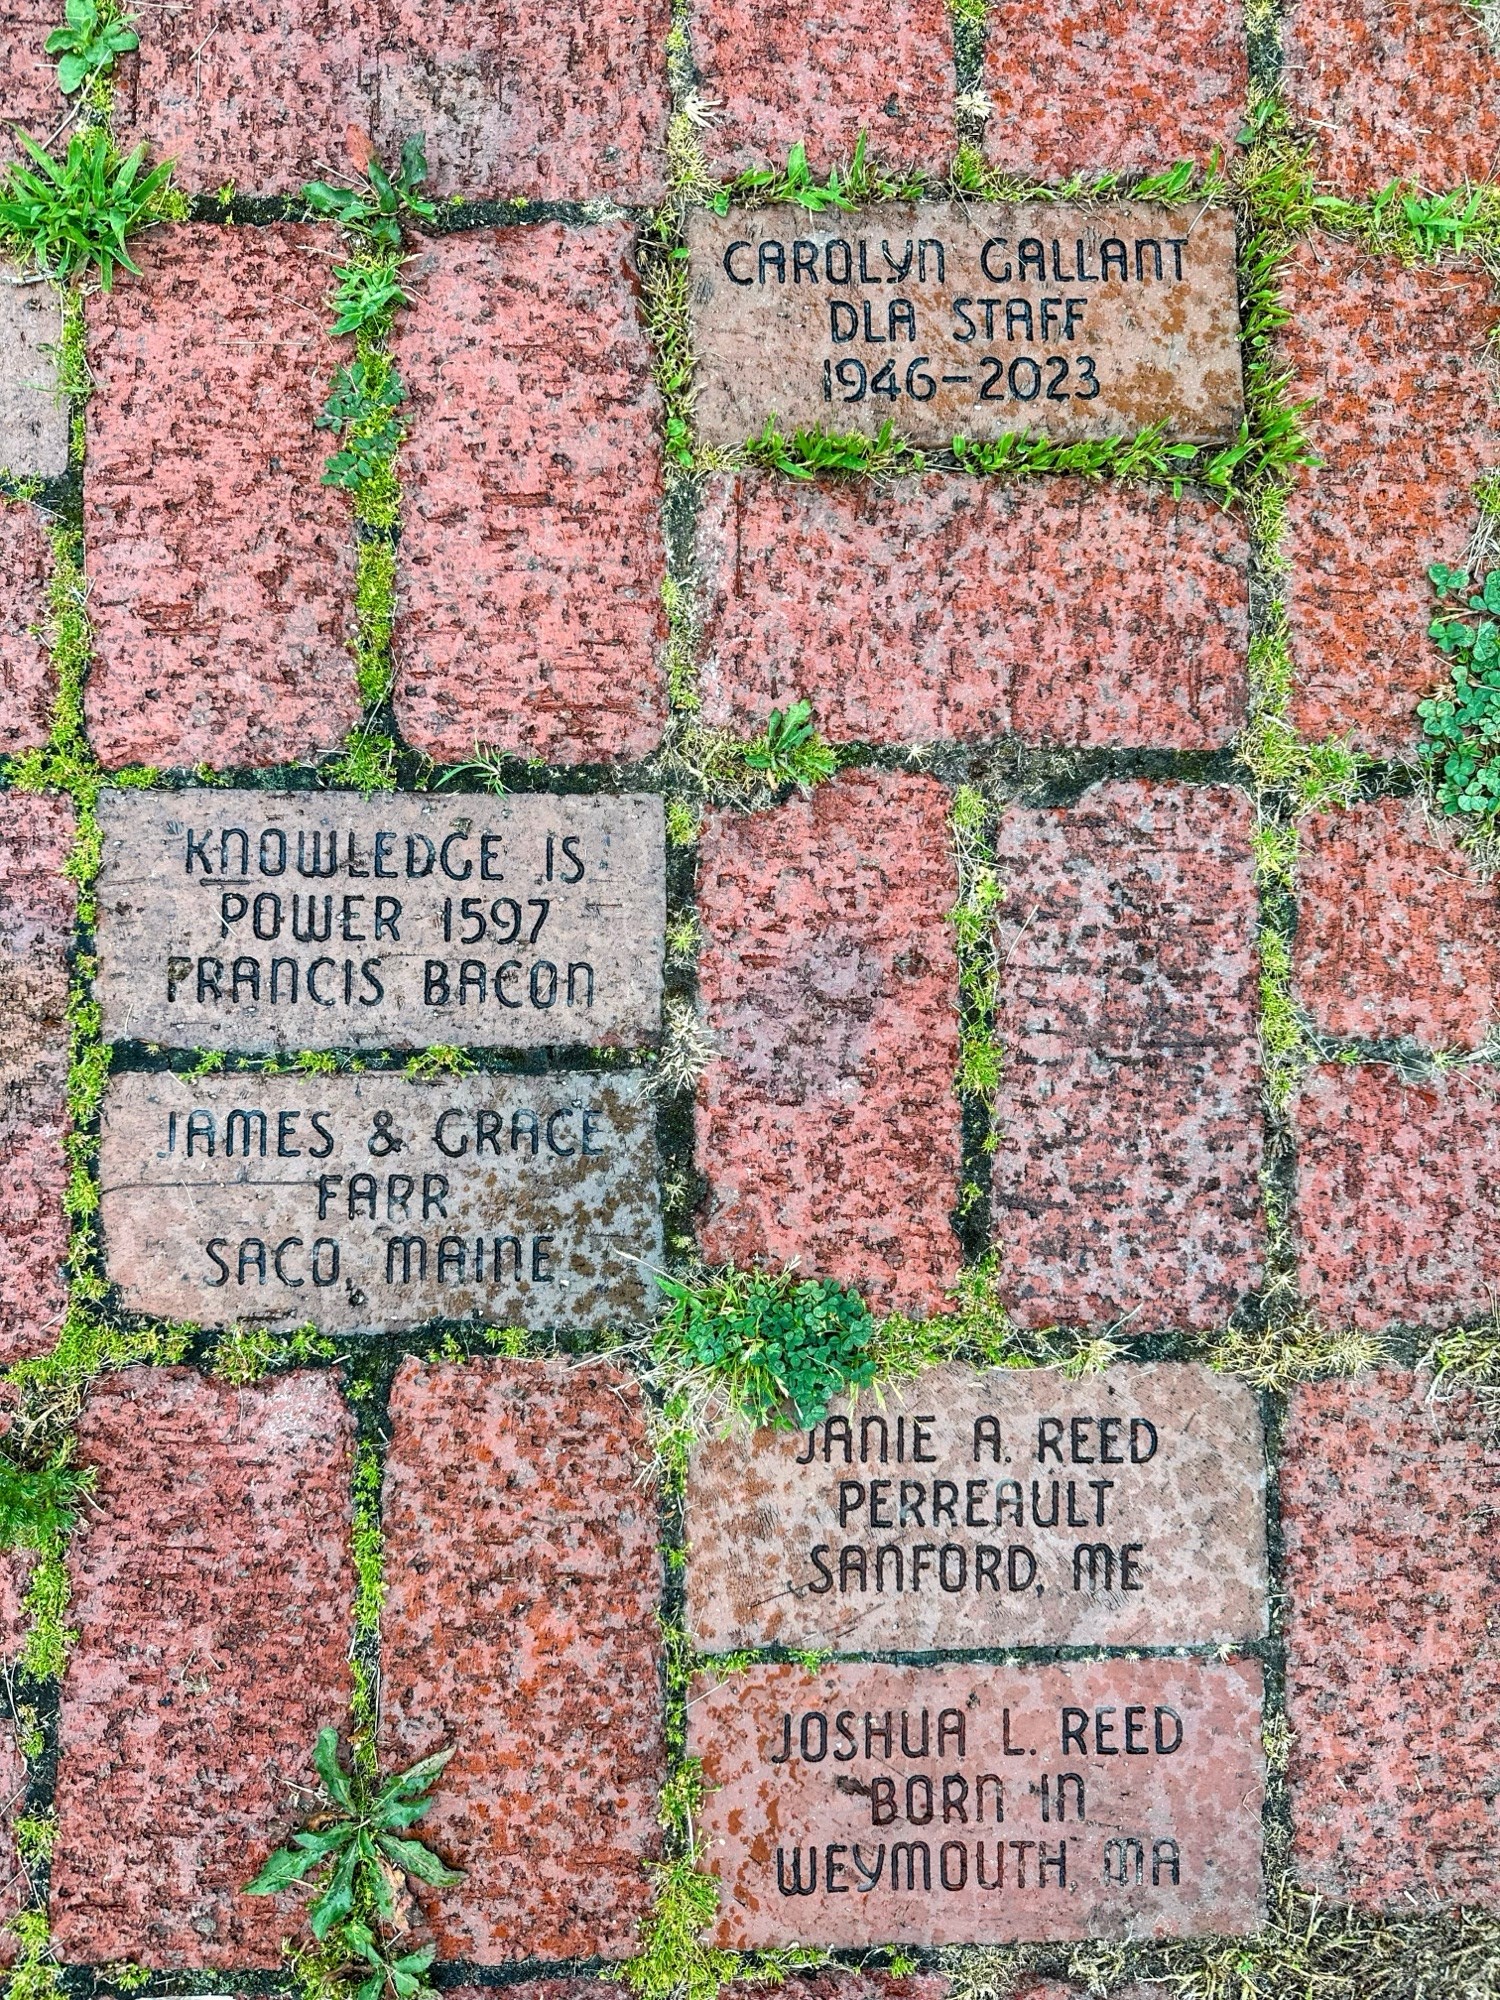 CAROLYN GALLANT
DLA STAFF
1946-2023
KNOWLEDGE IS
POWER 1597
FRANCIS BACON
JAMES & GRACE
FARR
SACO, MAINE
JANIE A. REED
PERREAULT
SANFORD, ME
JOSHUA L. REED
BORN IN
WEYMOUTH MA